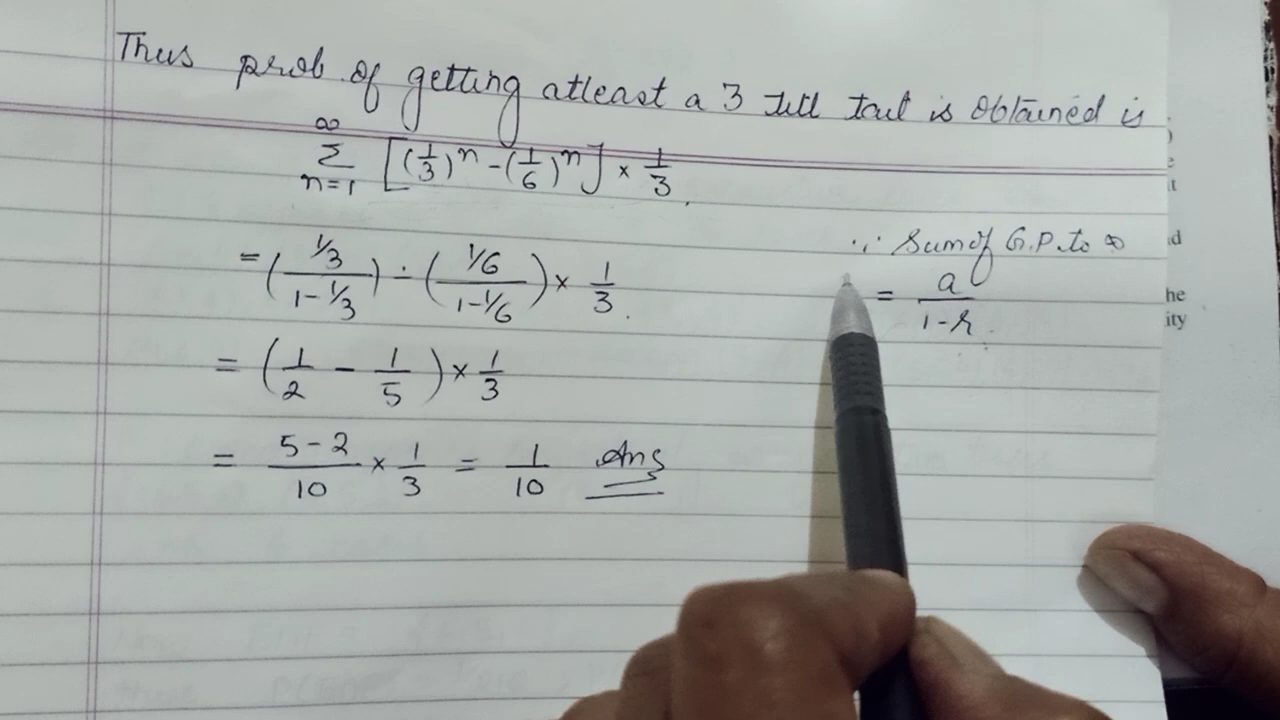 Thus prob of getting atleast a 3 till tail is obtained is
∞
Σ [(1/3)^n - (1/6)^n] × 1/3
n=1
= ( (1/3) / (1-1/3) ) - ( (1/6) / (1-1/6) ) × 1/3
∵ Sum of G.P. to ∞
= a / (1-r)
= (1/2 - 1/5) × 1/3
= (5-2)/10 × 1/3 = 1/10 Ans
e
t
d
he
ity